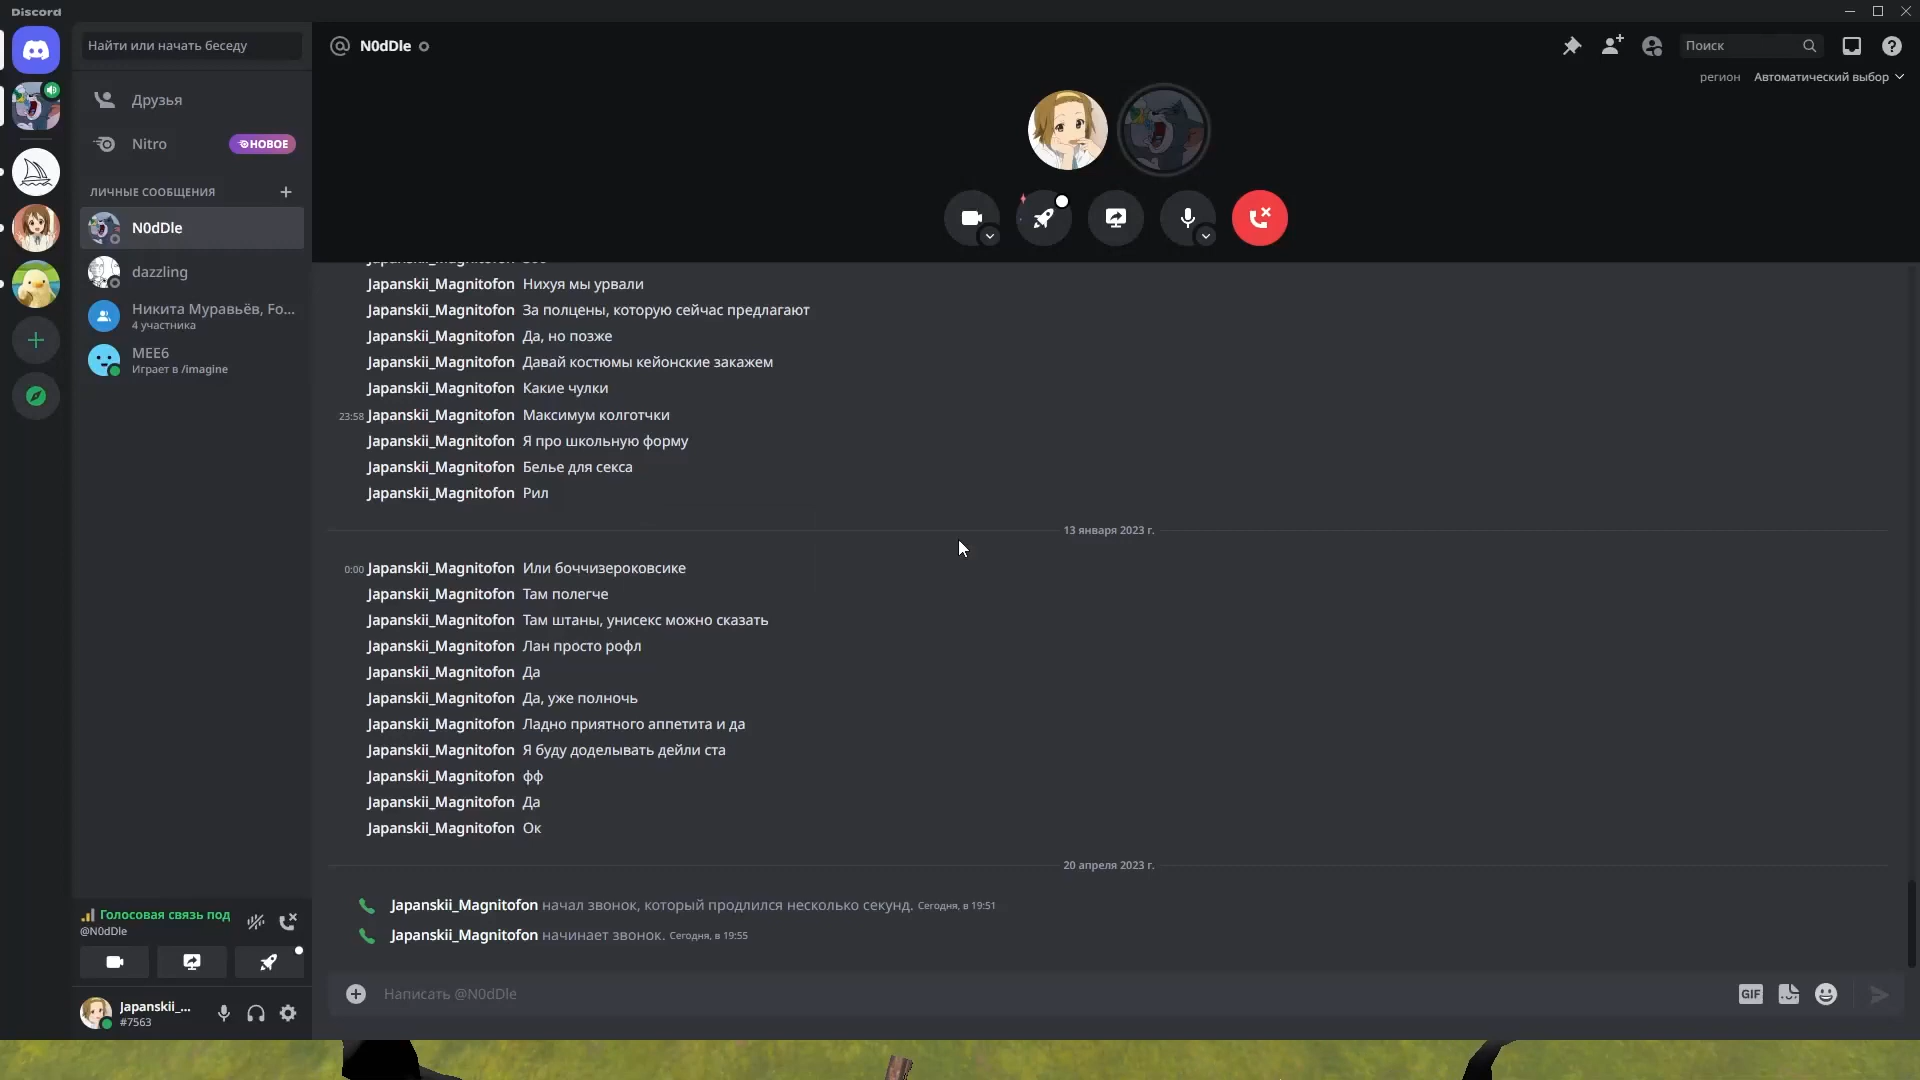 Discord
Найти или начать беседу
N0dDle
Поиск
регион Автоматический выбор
Друзья
Nitro НОВОЕ
ЛИЧНЫЕ СООБЩЕНИЯ
N0dDle
dazzling
Никита Муравьёв, Fo...
4 участника
MEE6
Играет в /imagine
Japanskii_Magnitofon Нихуя мы урвали
Japanskii_Magnitofon За полцены, которую сейчас предлагают
Japanskii_Magnitofon Да, но позже
Japanskii_Magnitofon Давай костюмы кейонские закажем
Japanskii_Magnitofon Какие чулки
23:58 Japanskii_Magnitofon Максимум колготчки
Japanskii_Magnitofon Я про школьную форму
Japanskii_Magnitofon Белье для секса
Japanskii_Magnitofon Рил
13 января 2023 г.
0:00 Japanskii_Magnitofon Или боччизероковсике
Japanskii_Magnitofon Там полегче
Japanskii_Magnitofon Там штаны, унисекс можно сказать
Japanskii_Magnitofon Лан просто рофл
Japanskii_Magnitofon Да
Japanskii_Magnitofon Да, уже полночь
Japanskii_Magnitofon Ладно приятного аппетита и да
Japanskii_Magnitofon Я буду доделывать дейли ста
Japanskii_Magnitofon фф
Japanskii_Magnitofon Да
Japanskii_Magnitofon Ок
20 апреля 2023 г.
Japanskii_Magnitofon начал звонок, который продлился несколько секунд. Сегодня, в 19:51
Japanskii_Magnitofon начинает звонок. Сегодня, в 19:55
Голосовая связь под
@N0dDle
Japanskii_...
#7563
Написать @N0dDle
GIF